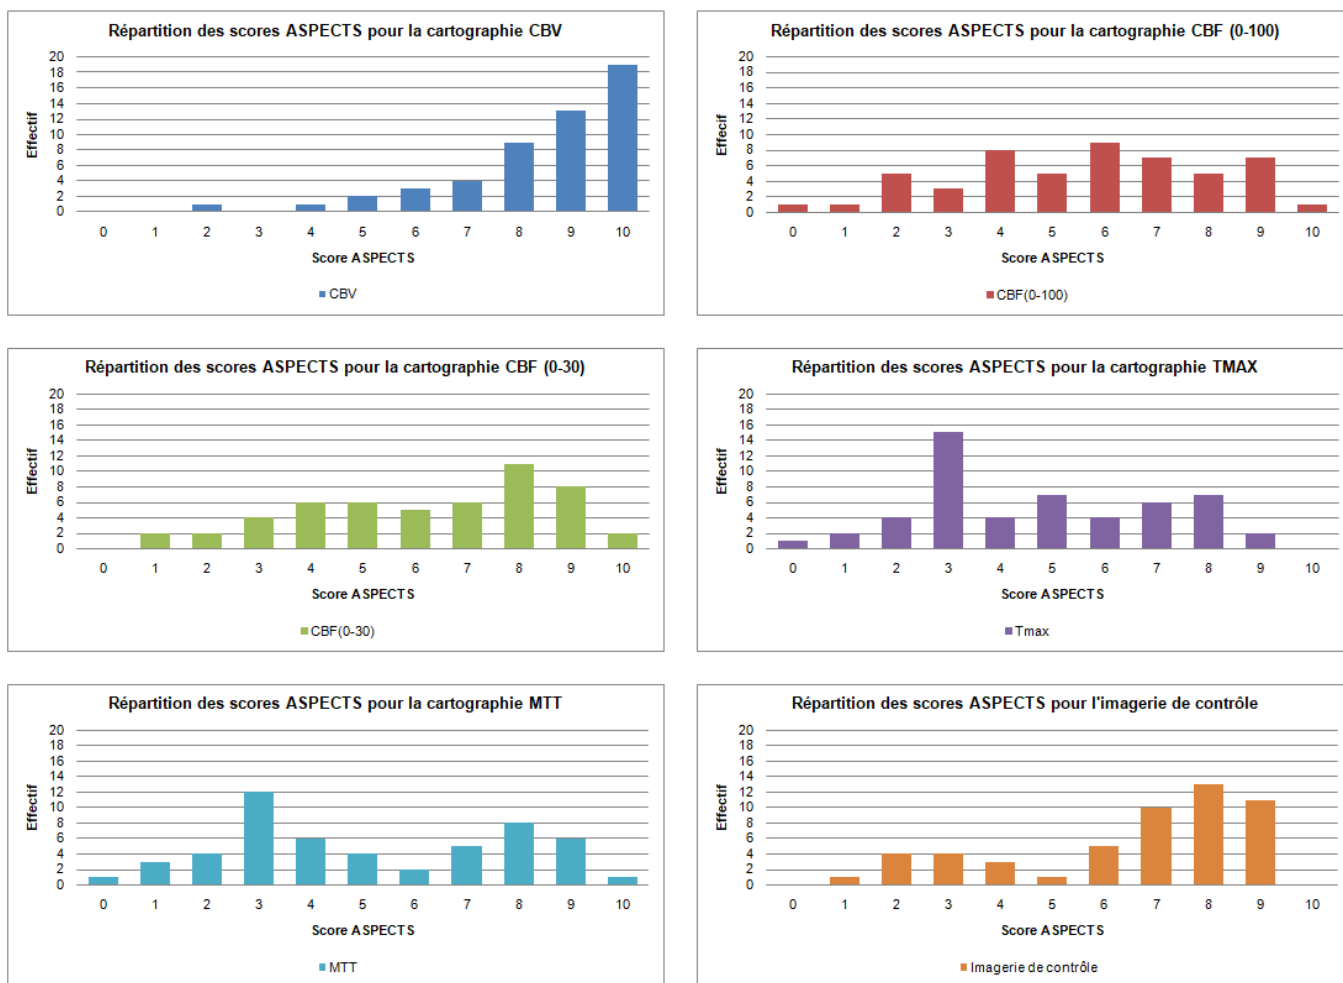 Répartition des scores ASPECTS pour la cartographie CBV
20
18
16
14
12
10
8
6
4
2
0
Effectif
0 1 2 3 4 5 6 7 8 9 10
Score ASPECTS
CBV
Répartition des scores ASPECTS pour la cartographie CBF (0-100)
20
18
16
14
12
10
8
6
4
2
0
Effecif
0 1 2 3 4 5 6 7 8 9 10
Score ASPECTS
CBF(0-100)
Répartition des scores ASPECTS pour la cartographie CBF (0-30)
20
18
16
14
12
10
8
6
4
2
0
Effectif
0 1 2 3 4 5 6 7 8 9 10
Score ASPECTS
CBF(0-30)
Répartition des scores ASPECTS pour la cartographie TMAX
20
18
16
14
12
10
8
6
4
2
0
Effectif
0 1 2 3 4 5 6 7 8 9 10
Score ASPECTS
Tmax
Répartition des scores ASPECTS pour la cartographie MTT
20
18
16
14
12
10
8
6
4
2
0
Effectif
0 1 2 3 4 5 6 7 8 9 10
Score ASPECTS
MTT
Répartition des scores ASPECTS pour l'imagerie de contrôle
20
18
16
14
12
10
8
6
4
2
0
Effectif
0 1 2 3 4 5 6 7 8 9 10
Score ASPECTS
Imagerie de contrôle